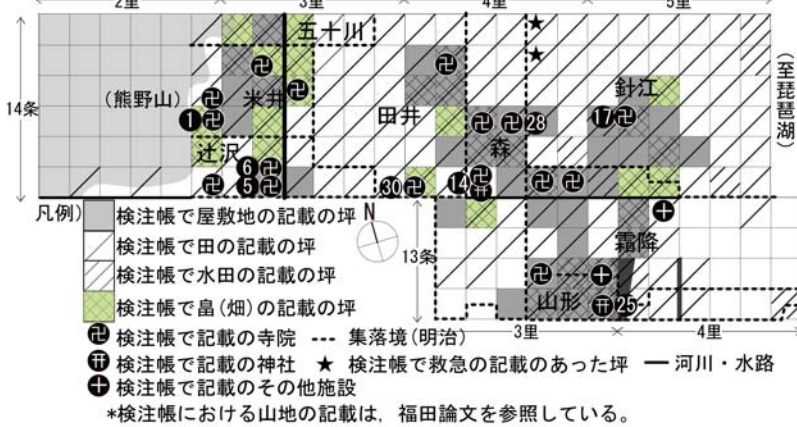 2里 3里 4里 5里
五十川
14条
(熊野山)
米井
田井
針江
(至琵琶湖)
1
17
28
森
辻沢
6
5
30
14
凡例)
N
13条
霜降
山形
25
3里 4里
検注帳で屋敷地の記載の坪
検注帳で田の記載の坪
検注帳で水田の記載の坪
検注帳で畠(畑)の記載の坪
卍 検注帳で記載の寺院 --- 集落境(明治)
検注帳で記載の神社 ★ 検注帳で救急の記載のあった坪 ━ 河川・水路
検注帳で記載のその他施設
*検注帳における山地の記載は,福田論文を参照している。